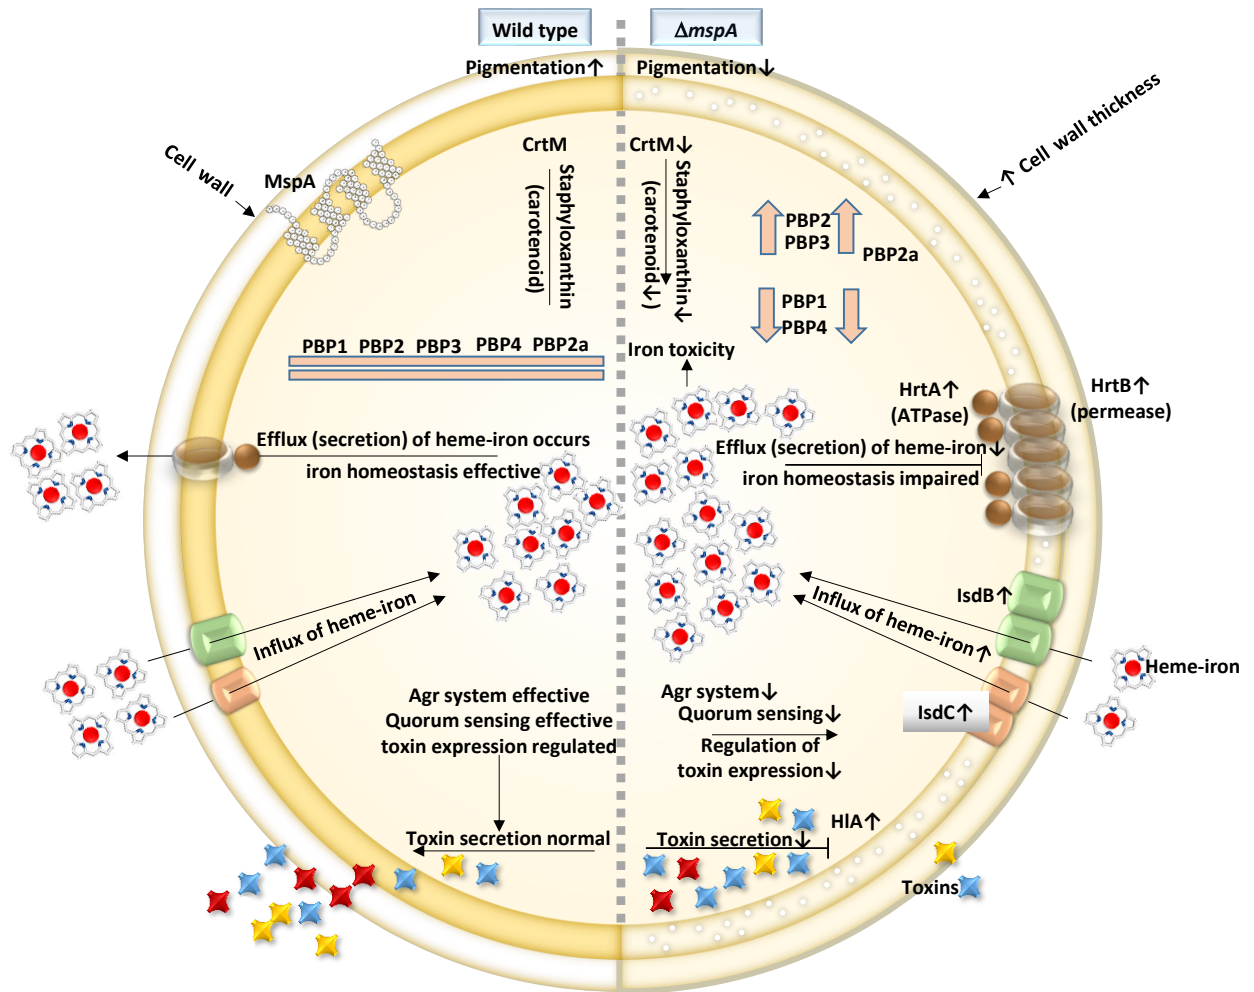 Wild type
ΔmspA
Pigmentation↑
Pigmentation↓
Cell wall
MspA
CrtM
Staphyloxanthin
(carotenoid)
CrtM↓
Staphyloxanthin↓
(carotenoid↓)
↑ Cell wall thickness
PBP2
PBP3
PBP2a
PBP1
PBP4
PBP1 PBP2 PBP3 PBP4 PBP2a
Iron toxicity
HrtA↑
(ATPase)
HrtB↑
(permease)
Efflux (secretion) of heme-iron occurs
iron homeostasis effective
Efflux (secretion) of heme-iron↓
iron homeostasis impaired
Influx of heme-iron
IsdB↑
Influx of heme-iron↑
Heme-iron
IsdC↑
Agr system effective
Quorum sensing effective
toxin expression regulated
Agr system↓
Quorum sensing↓
Regulation of
toxin expression↓
Toxin secretion normal
Toxin secretion↓
HlA↑
Toxins